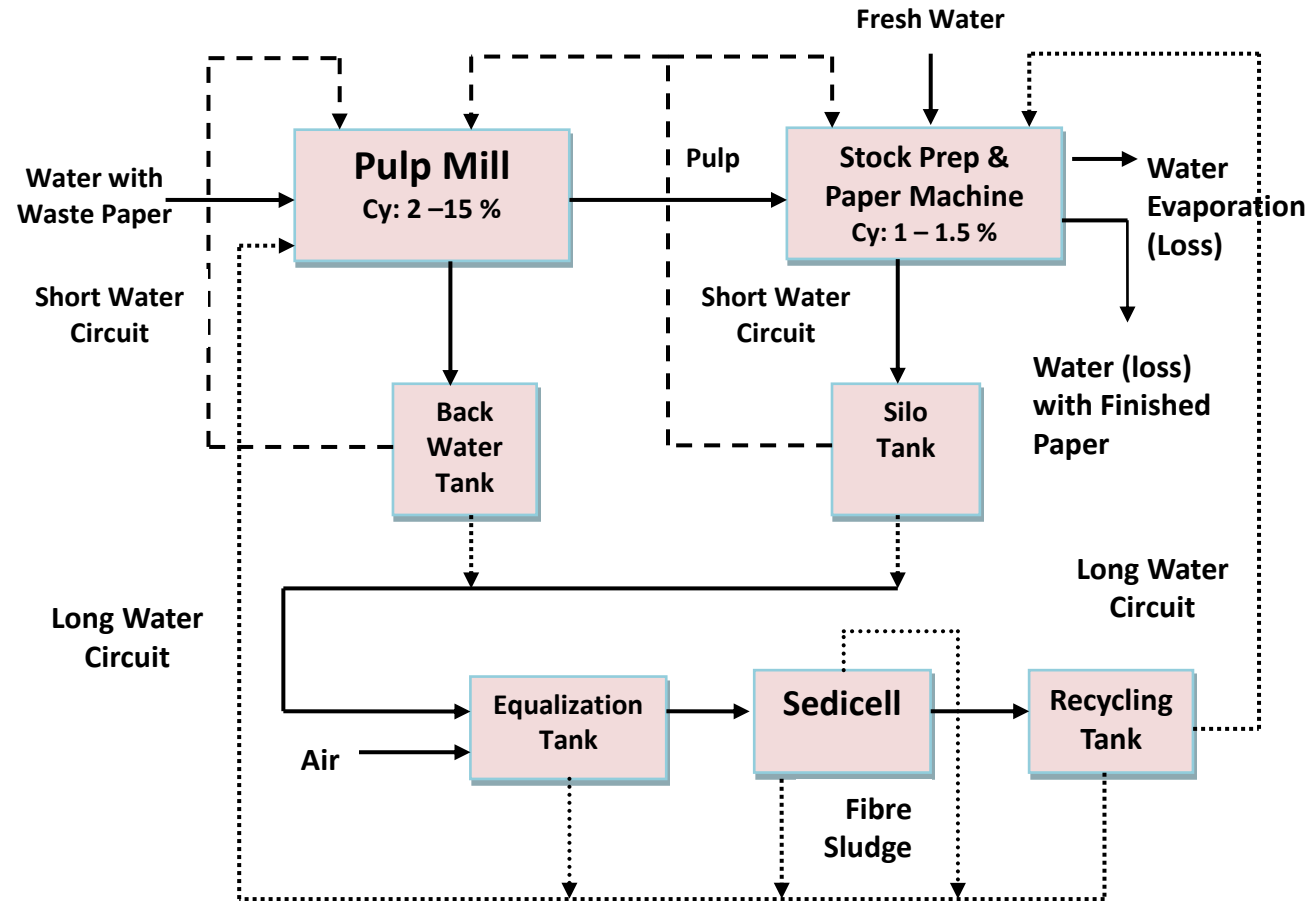 Fresh Water
Pulp Mill
Cy: 2 –15 %
Pulp
Stock Prep &
Paper Machine
Cy: 1 – 1.5 %
Water with
Waste Paper
Water
Evaporation
(Loss)
Short Water
Circuit
Short Water
Circuit
Water (loss)
with Finished
Paper
Back
Water
Tank
Silo
Tank
Long Water
Circuit
Long Water
Circuit
Equalization
Tank
Sedicell
Recycling
Tank
Air
Fibre
Sludge